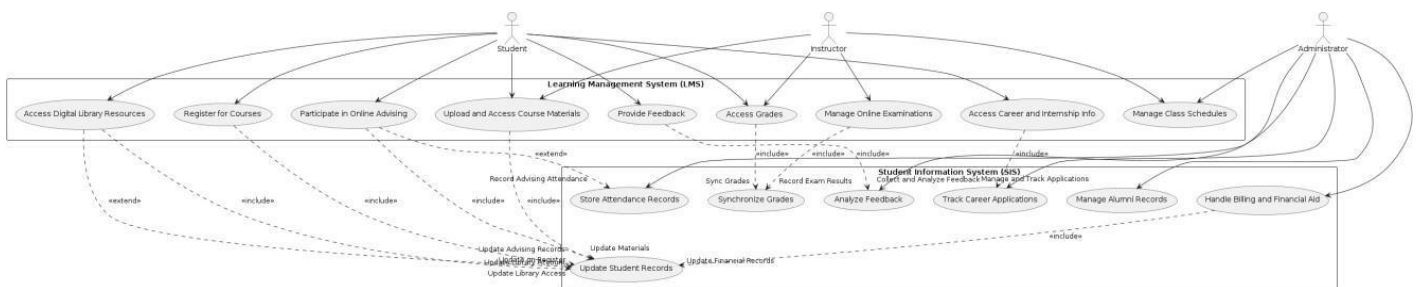 Student
Instructor
Administrator
Learning Management System (LMS)
Access Digital Library Resources
Register for Courses
Participate in Online Advising
Upload and Access Course Materials
Provide Feedback
Access Grades
Manage Online Examinations
Access Career and Internship Info
Manage Class Schedules
«extend»
«include»
«include»
«include»
«include»
Student Information System (SIS)
Record Advising Attendance
Sync Grades
Record Exam Results
Collect and Analyze Feedback
Manage and Track Applications
Store Attendance Records
Synchronize Grades
Analyze Feedback
Track Career Applications
Manage Alumni Records
Handle Billing and Financial Aid
«extend»
«include»
«include»
«include»
«include»
«include»
Update Advising Records
Update Materials
Update on Register
Update Financial Records
Update Library Access
Update Student Records